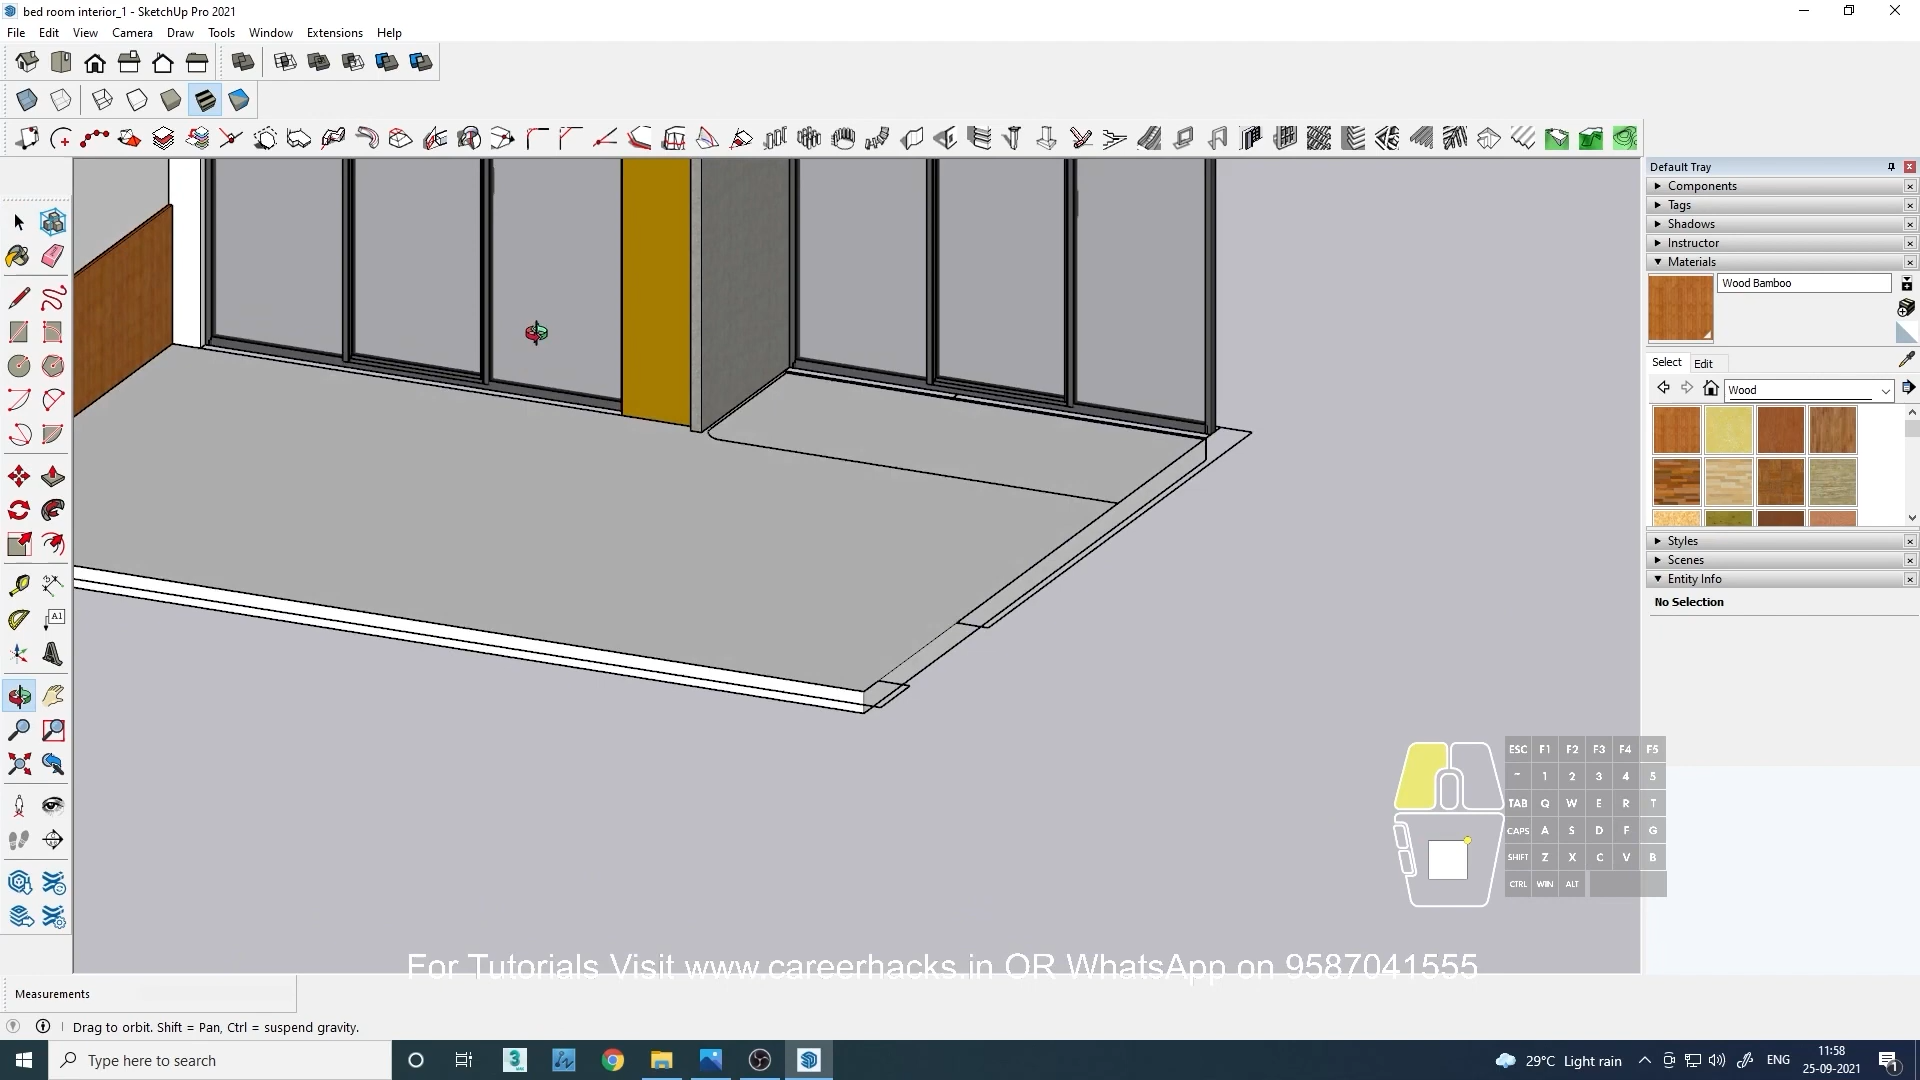 bed room interior_1 - SketchUp Pro 2021
File Edit View Camera Draw Tools Window Extensions Help
Default Tray
Components
Tags
Shadows
Instructor
Materials
Wood Bamboo
Select Edit
Wood
Styles
Scenes
Entity Info
No Selection
A1
ESC F1 F2 F3 F4 F5
~ 1 2 3 4 5
TAB Q W E R T
CAPS A S D F G
SHIFT Z X C V B
CTRL WIN ALT
For Tutorials Visit www.careerhacks.in OR WhatsApp on 9587041555
Measurements
Drag to orbit. Shift = Pan, Ctrl = suspend gravity.
Type here to search
29°C Light rain
ENG
11:58
25-09-2021
1